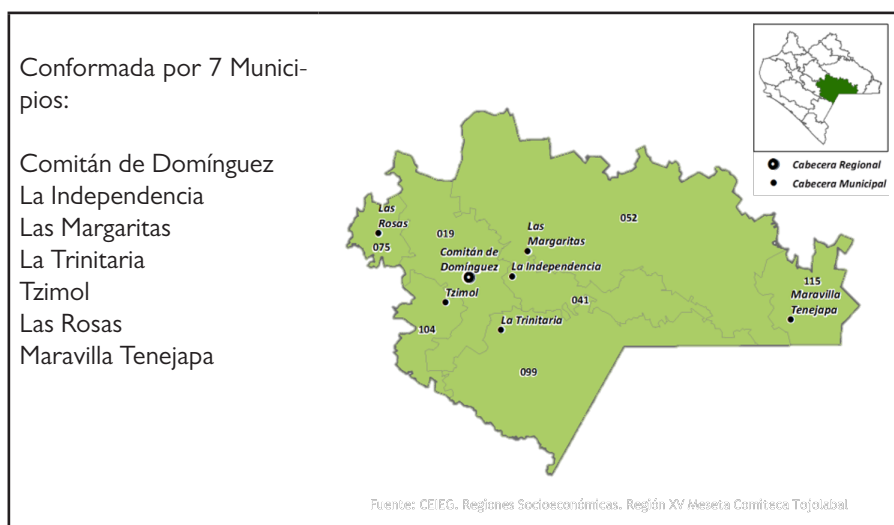 Conformada por 7 Munici-
pios:
Comitán de Domínguez
La Independencia
Las Margaritas
La Trinitaria
Tzimol
Las Rosas
Maravilla Tenejapa
Cabecera Regional
Cabecera Municipal
Las
Rosas
075
019
Comitán de
Domínguez
Las
Margaritas
052
La Independencia
Tzimol
041
115
Maravilla
Tenejapa
104
La Trinitaria
099
Fuente: CEIEG. Regiones Socioeconómicas. Región XV Meseta Comiteca Tojolabal